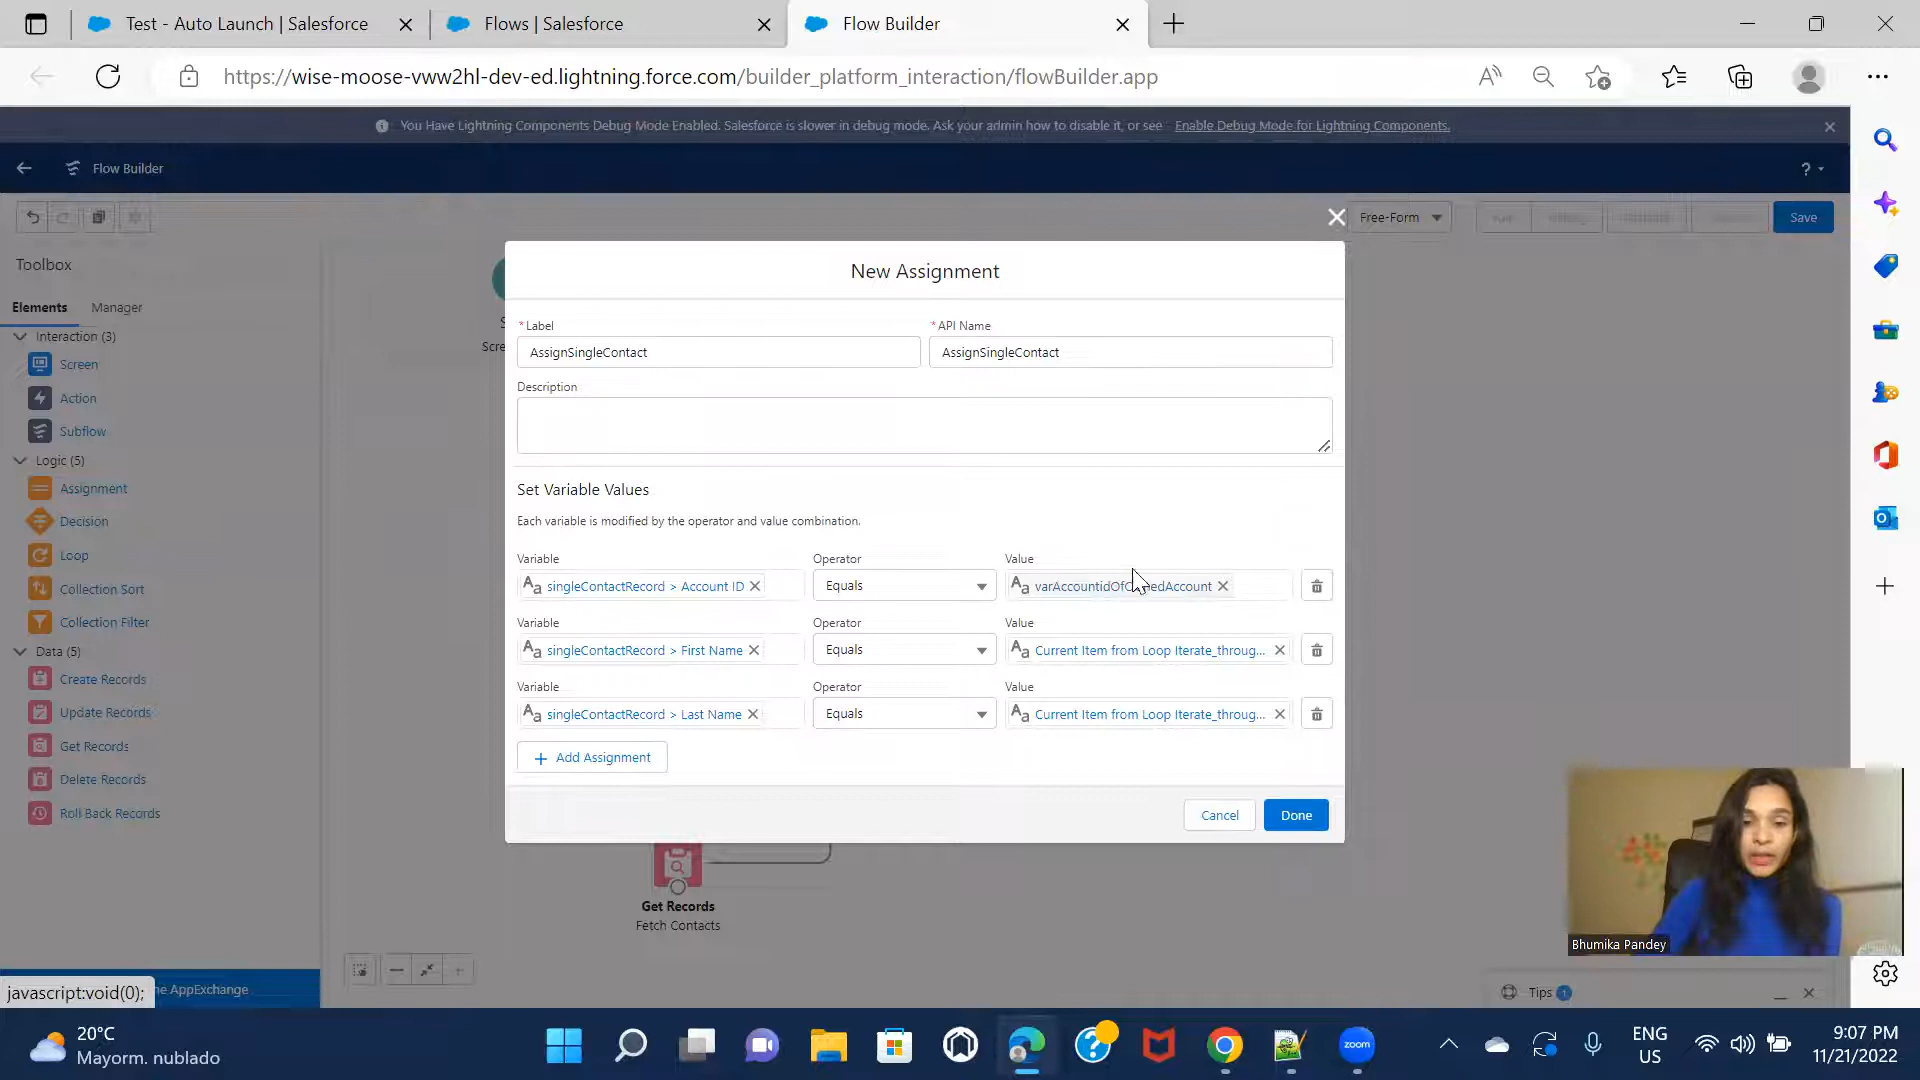 Test - Auto Launch | Salesforce
Flows | Salesforce
Flow Builder
https://wise-moose-vww2hl-dev-ed.lightning.force.com/builder_platform_interaction/flowBuilder.app
You Have Lightning Components Debug Mode Enabled. Salesforce is slower in debug mode. Ask your admin how to disable it, or see Enable Debug Mode for Lightning Components.
Flow Builder
?
Free-Form
Save
Toolbox
Elements
Manager
Interaction (3)
Screen
Action
Subflow
Logic (5)
Assignment
Decision
Loop
Collection Sort
Collection Filter
Data (5)
Create Records
Update Records
Get Records
Delete Records
Roll Back Records
New Assignment
* Label
* API Name
AssignSingleContact
AssignSingleContact
Description
Set Variable Values
Each variable is modified by the operator and value combination.
Variable
Operator
Value
Aa singleContactRecord > Account ID
Equals
Aa
Variable
Operator
Value
Aa singleContactRecord > First Name
Equals
Aa Current Item from Loop Iterate_throug...
Variable
Operator
Value
Aa singleContactRecord > Last Name
Equals
Aa Current Item from Loop Iterate_throug...
+ Add Assignment
Cancel
Done
Get Records
Fetch Contacts
Bhumika Pandey
javascript:void(0);
AppExchange
Tips 1
20°C
Mayorm. nublado
zoom
ENG
US
9:07 PM
11/21/2022